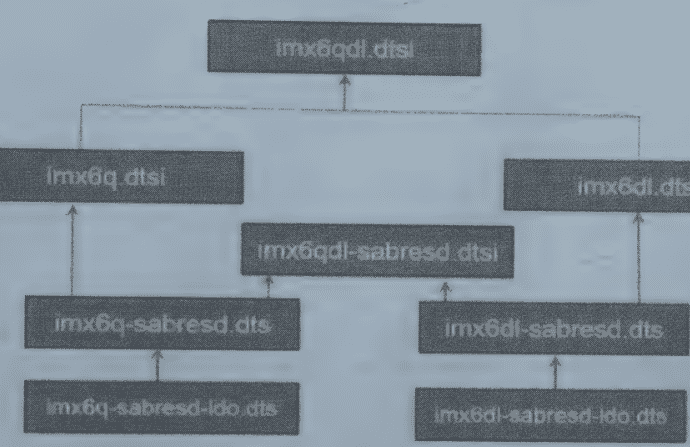 imx6qdl.dtsi
imx6q.dtsi
imx6dl.dts
imx6qdl-sabresd.dtsi
imx6q-sabresd.dts
imx6dl-sabresd.dts
imx6q-sabresd-ldo.dts
imx6dl-sabresd-ldo.dts